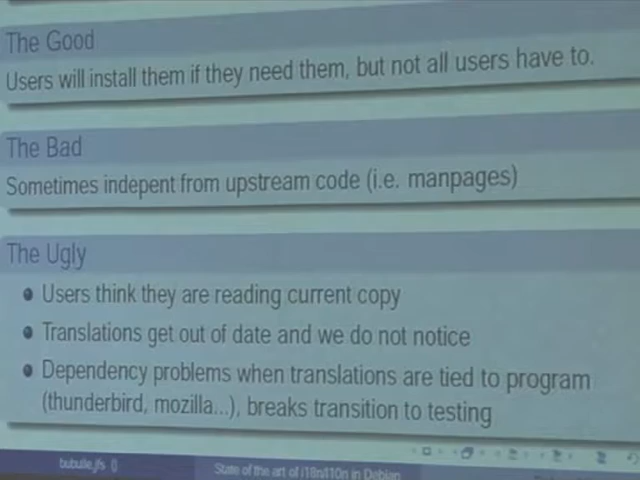 The Good
Users will install them if they need them, but not all users have to.
The Bad
Sometimes indepent from upstream code (i.e. manpages)
The Ugly
Users think they are reading current copy
Translations get out of date and we do not notice
Dependency problems when translations are tied to program
(thunderbird, mozilla...), breaks transition to testing
bubulle,jfs ()
State of the art of i18n/l10n in Debian